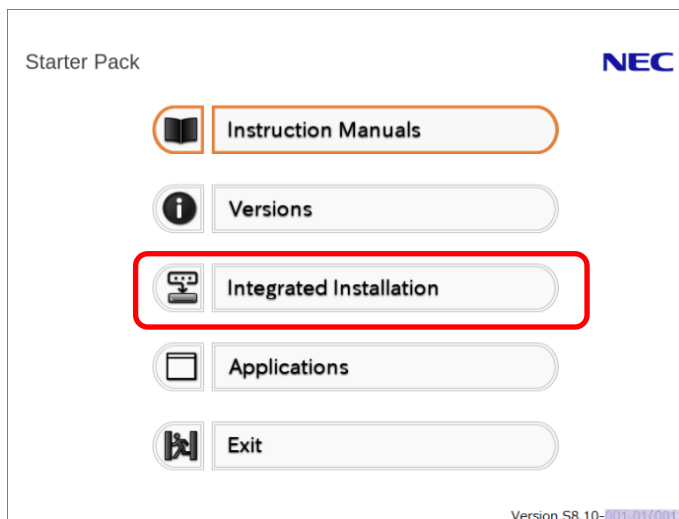 Starter Pack
NEC
Instruction Manuals
Versions
Integrated Installation
Applications
Exit
Version S8.10-